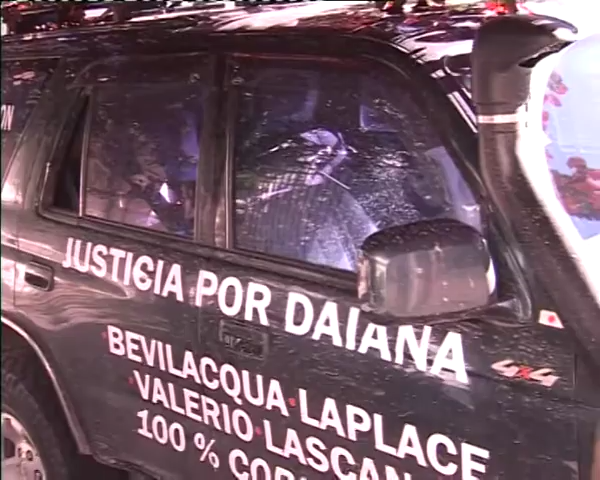 JUSTICIA POR DAIANA
4x4
BEVILACQUA LAPLACE
VALERIO LASCAN
100 %